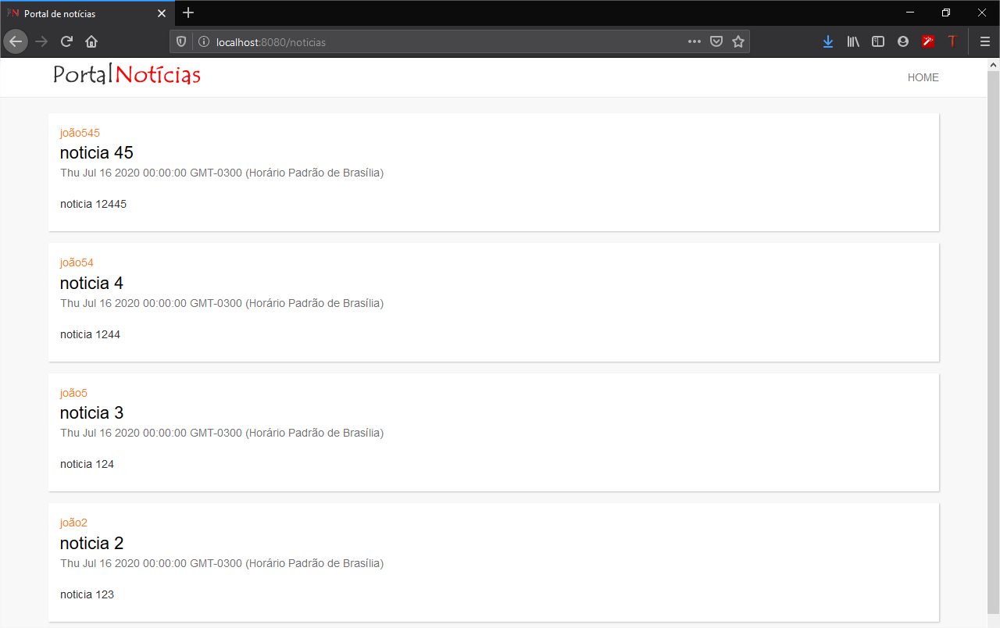 Portal de notícias
localhost:8080/noticias
PortalNotícias
HOME
joão545
noticia 45
Thu Jul 16 2020 00:00:00 GMT-0300 (Horário Padrão de Brasília)
noticia 12445
joão54
noticia 4
Thu Jul 16 2020 00:00:00 GMT-0300 (Horário Padrão de Brasília)
noticia 1244
joão5
noticia 3
Thu Jul 16 2020 00:00:00 GMT-0300 (Horário Padrão de Brasília)
noticia 124
joão2
noticia 2
Thu Jul 16 2020 00:00:00 GMT-0300 (Horário Padrão de Brasília)
noticia 123